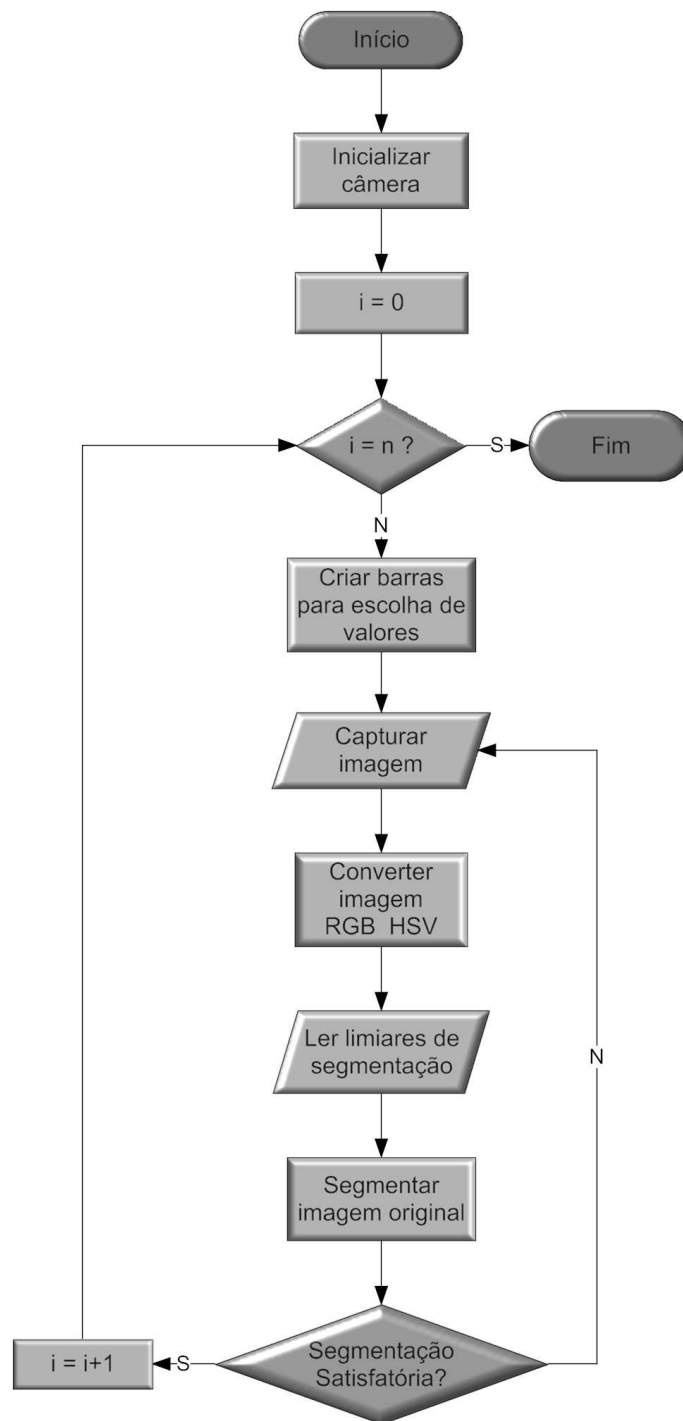 Início
Inicializar
câmera
i = 0
i = n ?
S
Fim
N
Criar barras
para escolha de
valores
Capturar
imagem
Converter
imagem
RGB HSV
Ler limiares de
segmentação
N
Segmentar
imagem original
Segmentação
Satisfatória?
S
i = i+1